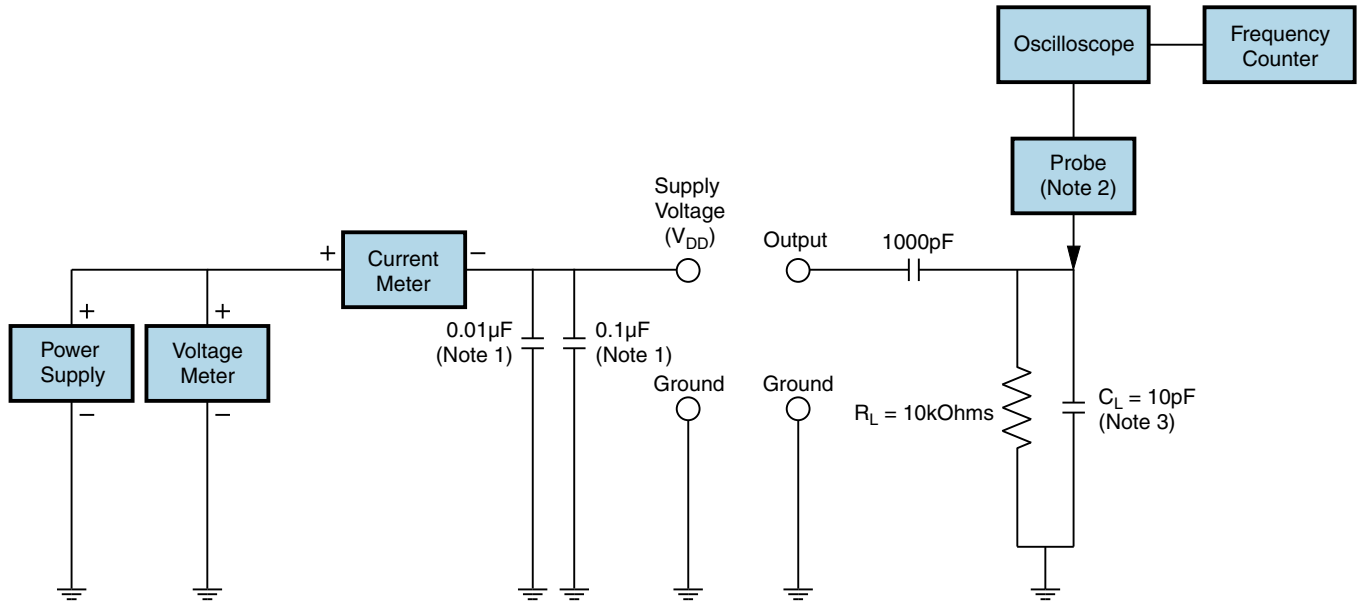 Oscilloscope
Frequency
Counter
Probe
(Note 2)
Supply
Voltage
(V_DD)
Output
1000pF
+
Current
Meter
−
+
+
0.01µF
(Note 1)
0.1µF
(Note 1)
Power
Supply
Voltage
Meter
Ground
Ground
R_L = 10kOhms
C_L = 10pF
(Note 3)
−
−